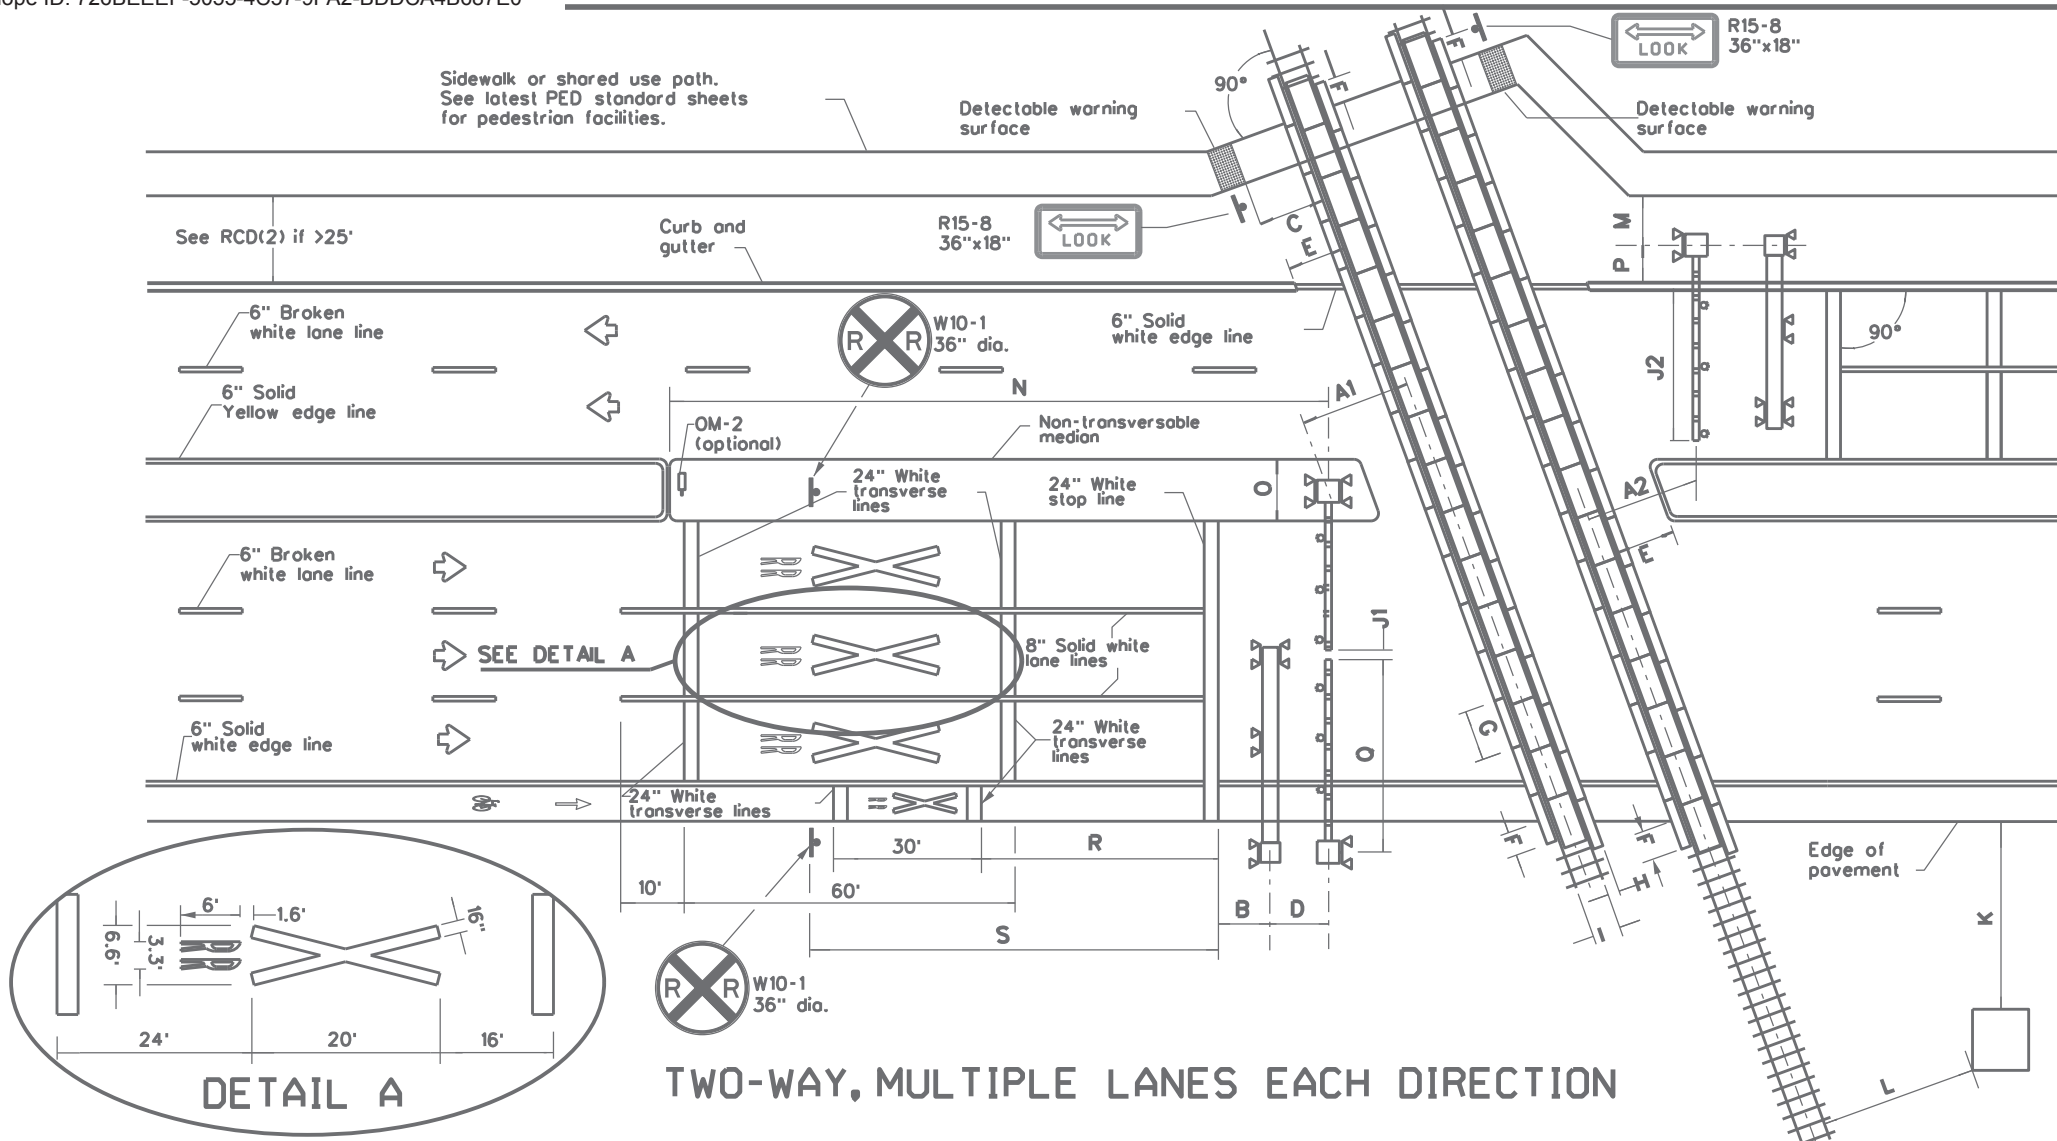 Sidewalk or shared use path.
See latest PED standard sheets
for pedestrian facilities.
Detectable warning
surface
90°
F
F
LOOK
R15-8
36"x18"
Detectable warning
surface
See RCD(2) if >25'
Curb and
gutter
R15-8
36"x18"
LOOK
C
E
M
P
6" Broken
white lane line
R R
W10-1
36" dia.
6" Solid
white edge line
90°
J2
6" Solid
Yellow edge line
N
A1
OM-2
(optional)
Non-transversable
median
24" White
transverse
lines
24" White
stop line
O
A2
E
6" Broken
white lane line
RR
SEE DETAIL A
RR
8" Solid white
lane lines
J1
6" Solid
white edge line
RR
24" White
transverse
lines
G
Q
24" White
transverse lines
RR
30'
R
F
F
H
I
Edge of
pavement
10'
60'
B
D
S
K
6'
1.6'
16"
6.6'
3.3'
RR
24'
20'
16'
DETAIL A
R R
W10-1
36" dia.
L
TWO-WAY, MULTIPLE LANES EACH DIRECTION